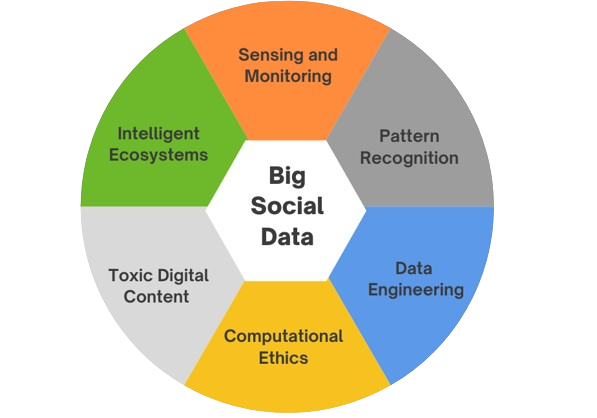 Sensing and
Monitoring
Pattern
Recognition
Data
Engineering
Computational
Ethics
Toxic Digital
Content
Intelligent
Ecosystems
Big
Social
Data